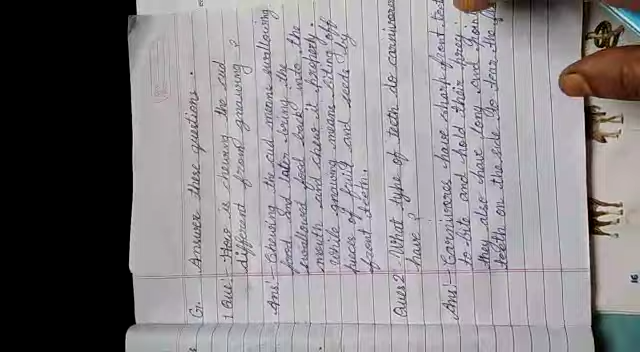 G. Answer these questions.
1 Ques:- How is chewing the cud
different from gnawing?
Ans:- Chewing the cud means swallowing
food and later bring the
swallowed food back into the
mouth and chew it properly.
While gnawing means biting off
pieces of fruit and seeds by
front teeth.
Ques 2 What type of teeth do carnivores
have?
Ans:- Carnivores have sharp front teeth
to bite and hold their prey.
they also have long and
teeth on the side to tear the
16